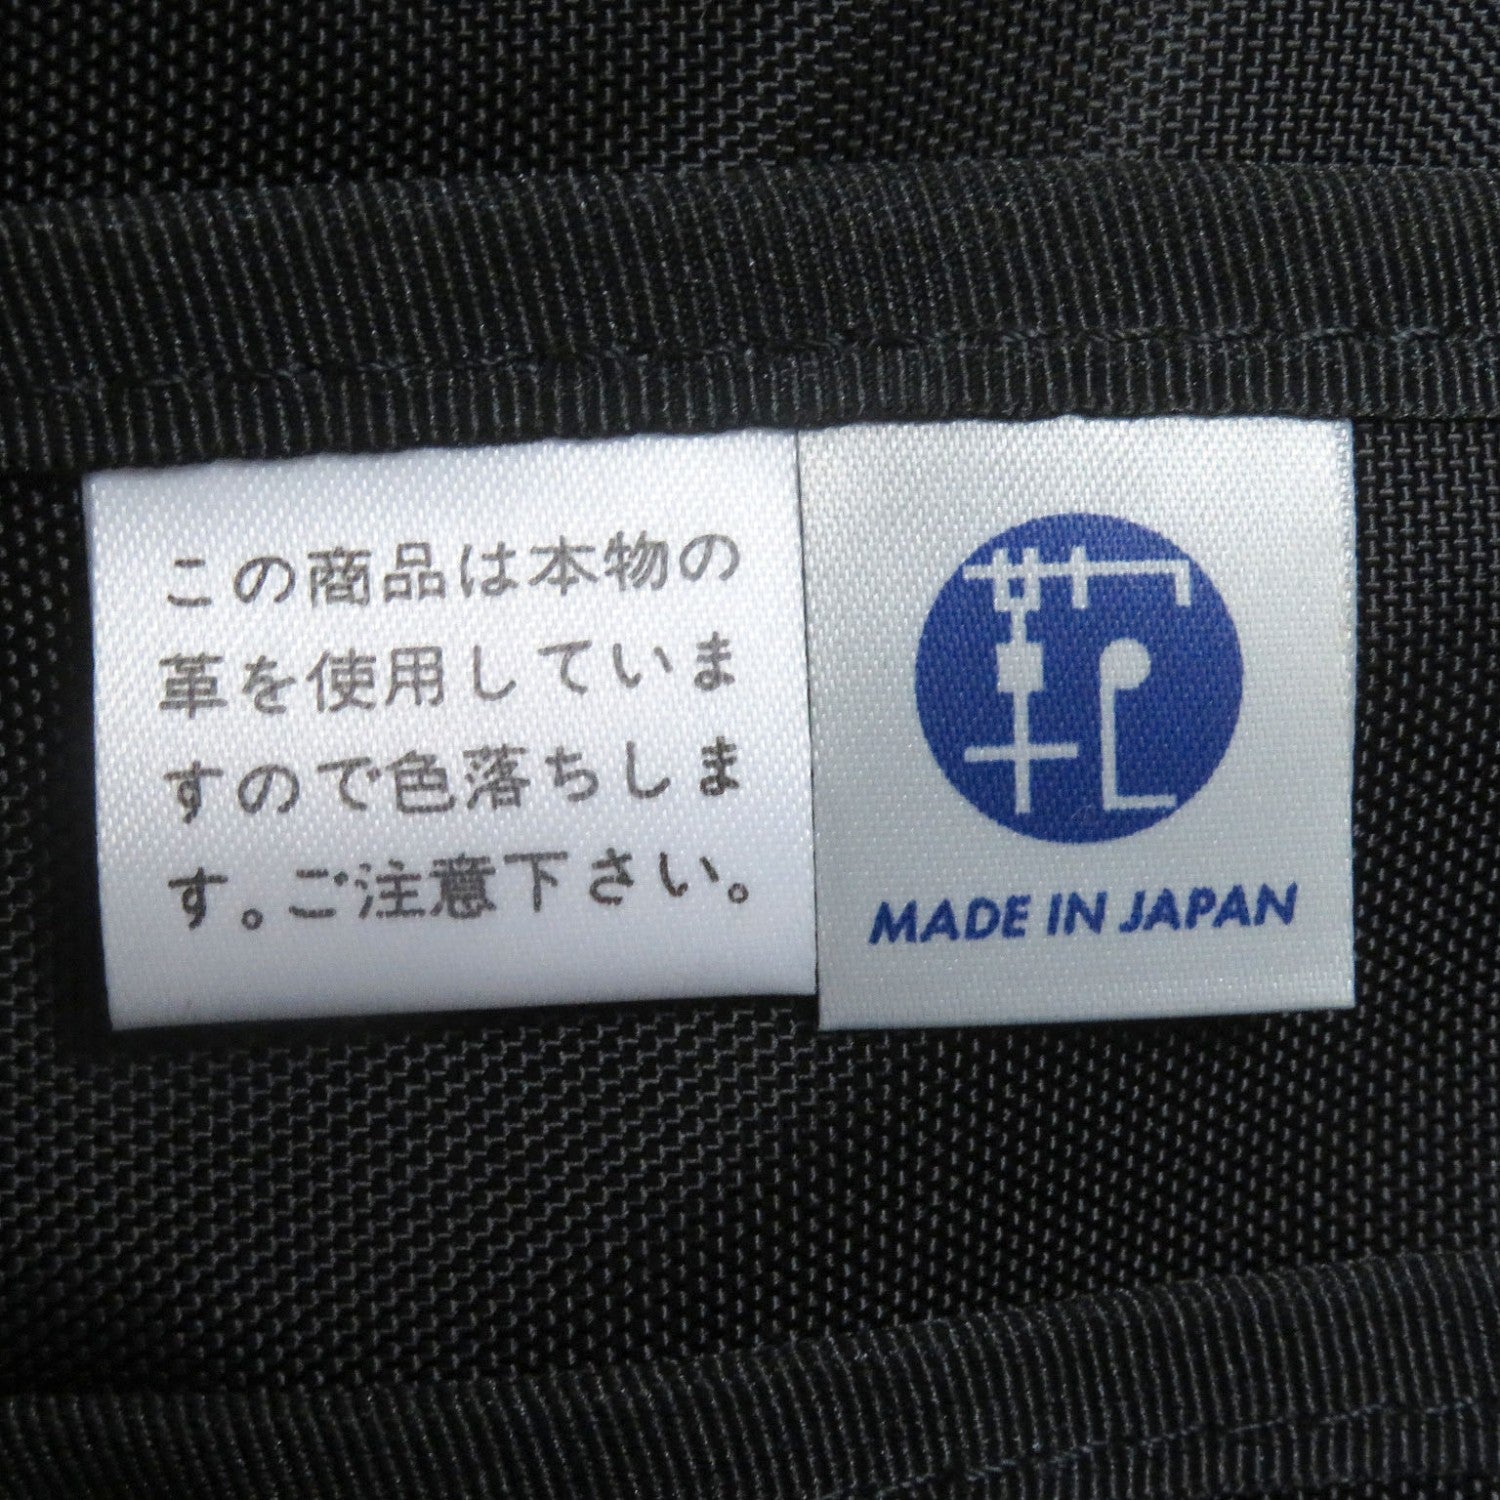 この商品は本物の
革を使用していま
すので色落ちしま
す。ご注意下さい。
MADE IN JAPAN